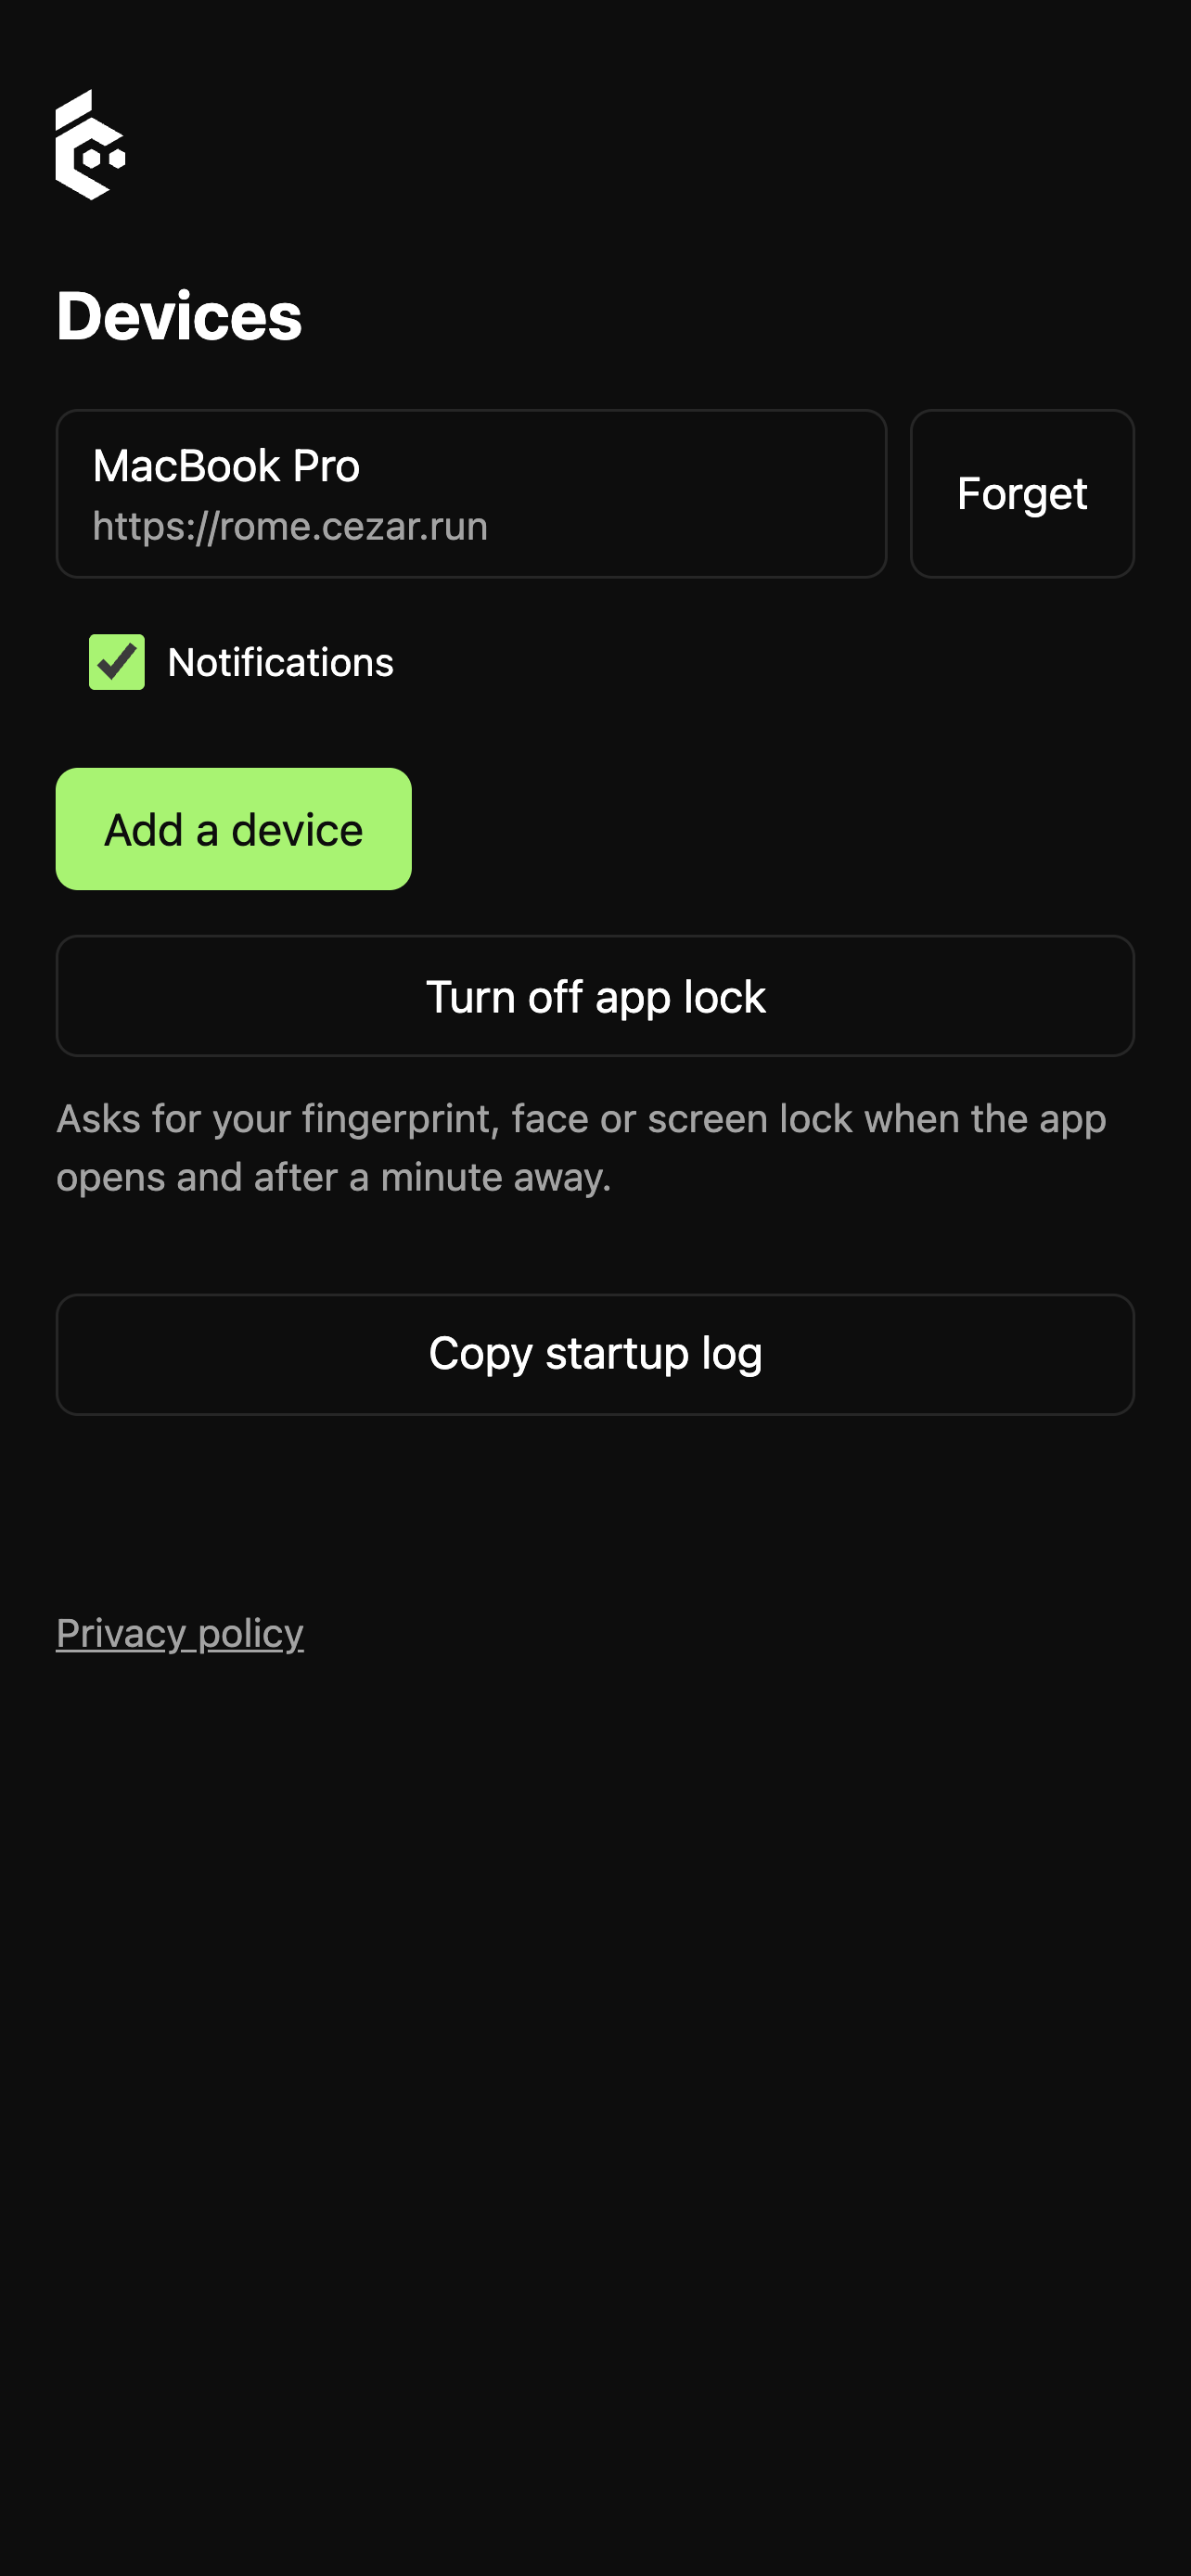 Devices
MacBook Pro
https://rome.cezar.run
Forget
Notifications
Add a device
Turn off app lock
Asks for your fingerprint, face or screen lock when the app
opens and after a minute away.
Copy startup log
Privacy policy